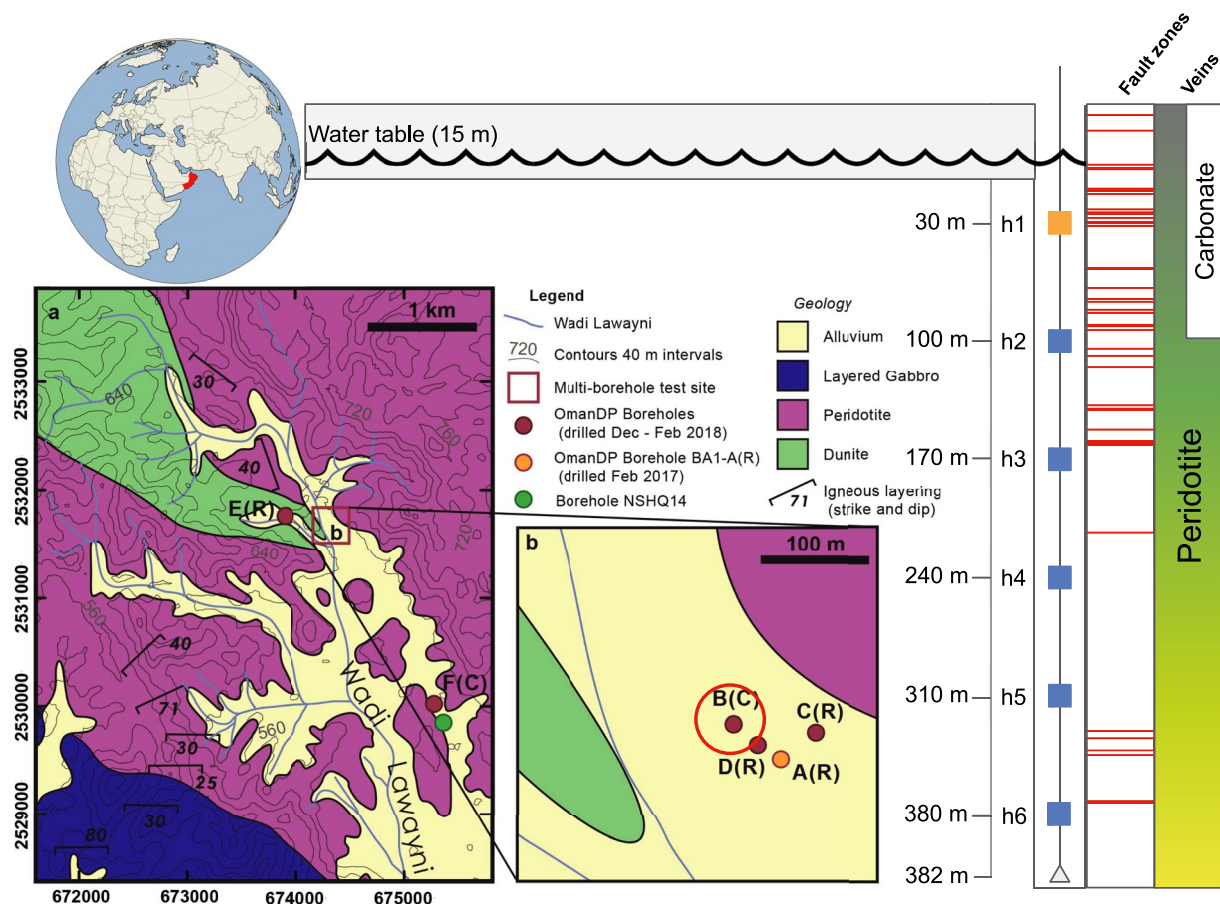 Water table (15 m)
Fault zones
Veins
Carbonate
Peridotite
30 m
h1
100 m
h2
170 m
h3
240 m
h4
310 m
h5
380 m
h6
382 m
a
1 km
2533000
2532000
2531000
2530000
2529000
672000
673000
674000
675000
640
30
720
760
40
E(R)
b
640
720
560
40
F(C)
71
30
25
560
30
80
Wadi
Lawayni
Legend
Wadi Lawayni
720
Contours 40 m intervals
Multi-borehole test site
OmanDP Boreholes
(drilled Dec - Feb 2018)
OmanDP Borehole BA1-A(R)
(drilled Feb 2017)
Borehole NSHQ14
Geology
Alluvium
Layered Gabbro
Peridotite
Dunite
71
Igneous layering
(strike and dip)
b
100 m
B(C)
C(R)
D(R)
A(R)